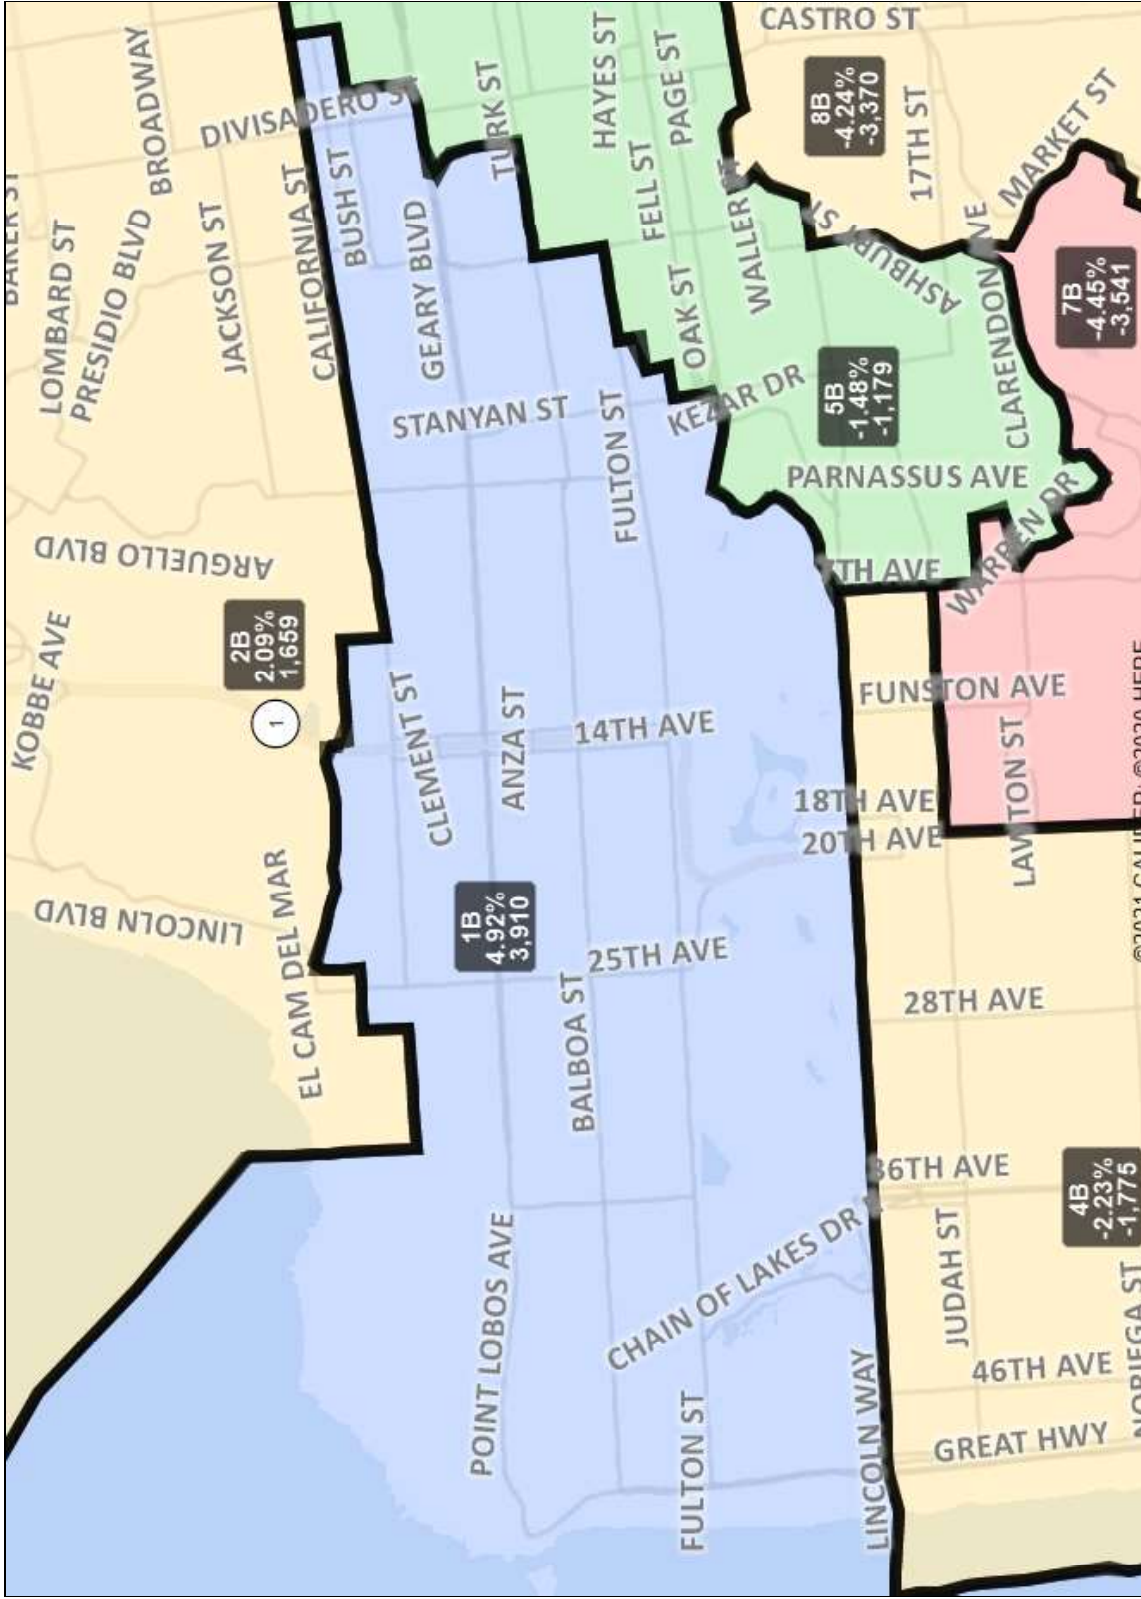 CASTRO ST
BROADWAY
DIVISADERO ST
TURK ST
HAYES ST
PAGE ST
8B
-4.24%
-3,370
17TH ST
MARKET ST
BAKER ST
LOMBARD ST
PRESIDIO BLVD
JACKSON ST
CALIFORNIA ST
BUSH ST
GEARY BLVD
FELL ST
WALLER ST
ASHBURY ST
CLARENDON AVE
7B
-4.45%
-3,541
OAK ST
5B
-1.48%
-1,179
STANYAN ST
FULTON ST
KEZAR DR
PARNASSUS AVE
WARREN DR
7TH AVE
ARGUELLO BLVD
KOBBE AVE
2B
2.09%
1,659
1
CLEMENT ST
ANZA ST
14TH AVE
FUNSTON AVE
18TH AVE
20TH AVE
LAWTON ST
©2021 CALIPER; ©2020 HERE
LINCOLN BLVD
EL CAM DEL MAR
1B
4.92%
3,910
25TH AVE
BALBOA ST
28TH AVE
36TH AVE
4B
-2.23%
-1,775
POINT LOBOS AVE
CHAIN OF LAKES DR E
JUDAH ST
NORIEGA ST
46TH AVE
FULTON ST
LINCOLN WAY
GREAT HWY